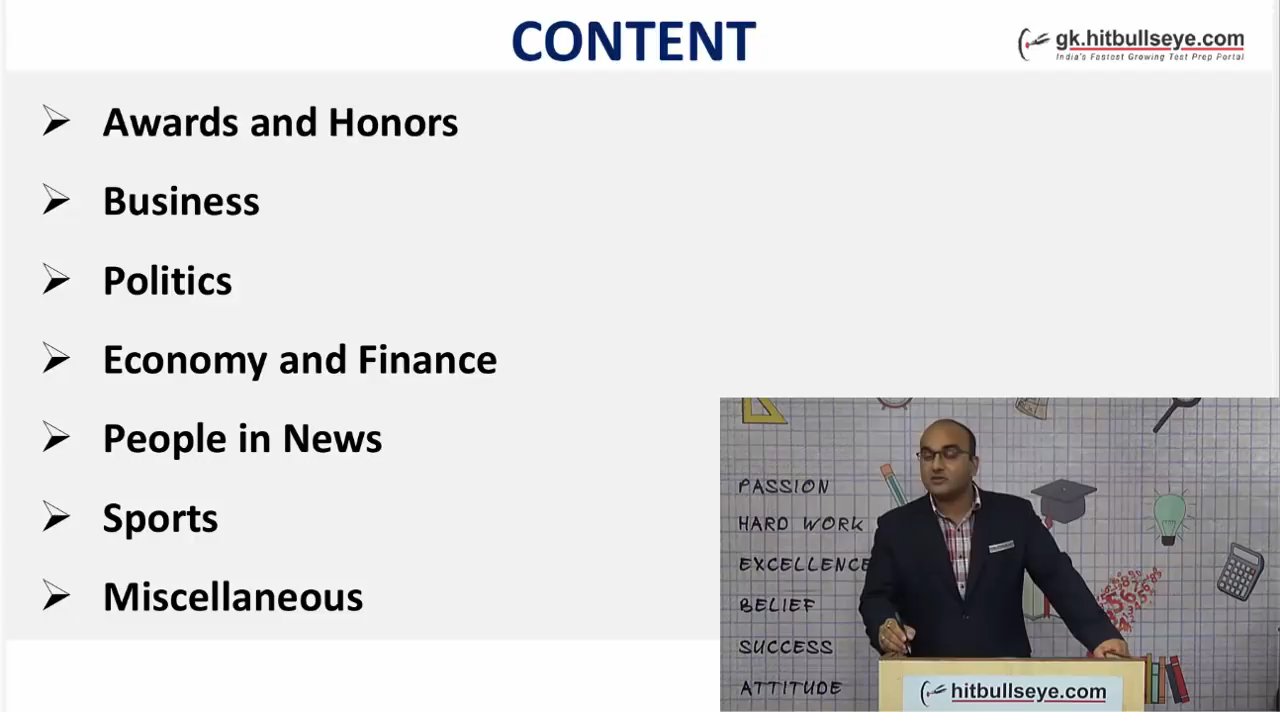 CONTENT
gk.hitbullseye.com
India's Fastest Growing Test Prep Portal
➢ Awards and Honors
➢ Business
➢ Politics
➢ Economy and Finance
➢ People in News
➢ Sports
➢ Miscellaneous
PASSION
HARD WORK
EXCELLENCE
BELIEF
SUCCESS
ATTITUDE
hitbullseye.com